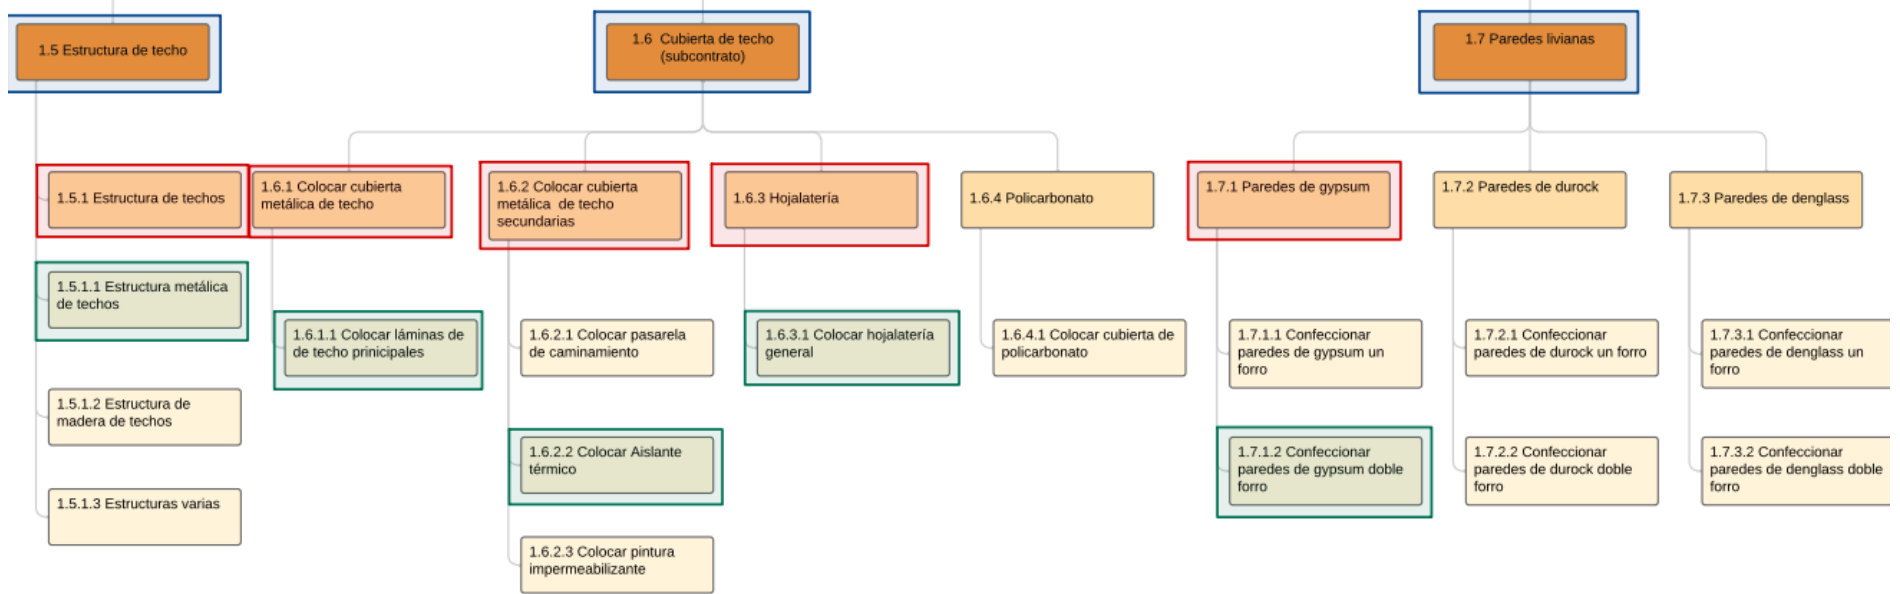 1.5 Estructura de techo
1.6 Cubierta de techo
(subcontrato)
1.7 Paredes livianas
1.5.1 Estructura de techos
1.6.1 Colocar cubierta
metálica de techo
1.6.2 Colocar cubierta
metálica de techo
secundarias
1.6.3 Hojalatería
1.6.4 Policarbonato
1.7.1 Paredes de gypsum
1.7.2 Paredes de durock
1.7.3 Paredes de denglass
1.5.1.1 Estructura metálica
de techos
1.6.1.1 Colocar láminas de
de techo prinicipales
1.6.2.1 Colocar pasarela
de caminamiento
1.6.3.1 Colocar hojalatería
general
1.6.4.1 Colocar cubierta de
policarbonato
1.7.1.1 Confeccionar
paredes de gypsum un
forro
1.7.2.1 Confeccionar
paredes de durock un forro
1.7.3.1 Confeccionar
paredes de denglass un
forro
1.5.1.2 Estructura de
madera de techos
1.6.2.2 Colocar Aislante
térmico
1.7.1.2 Confeccionar
paredes de gypsum doble
forro
1.7.2.2 Confeccionar
paredes de durock doble
forro
1.7.3.2 Confeccionar
paredes de denglass doble
forro
1.5.1.3 Estructuras varias
1.6.2.3 Colocar pintura
impermeabilizante